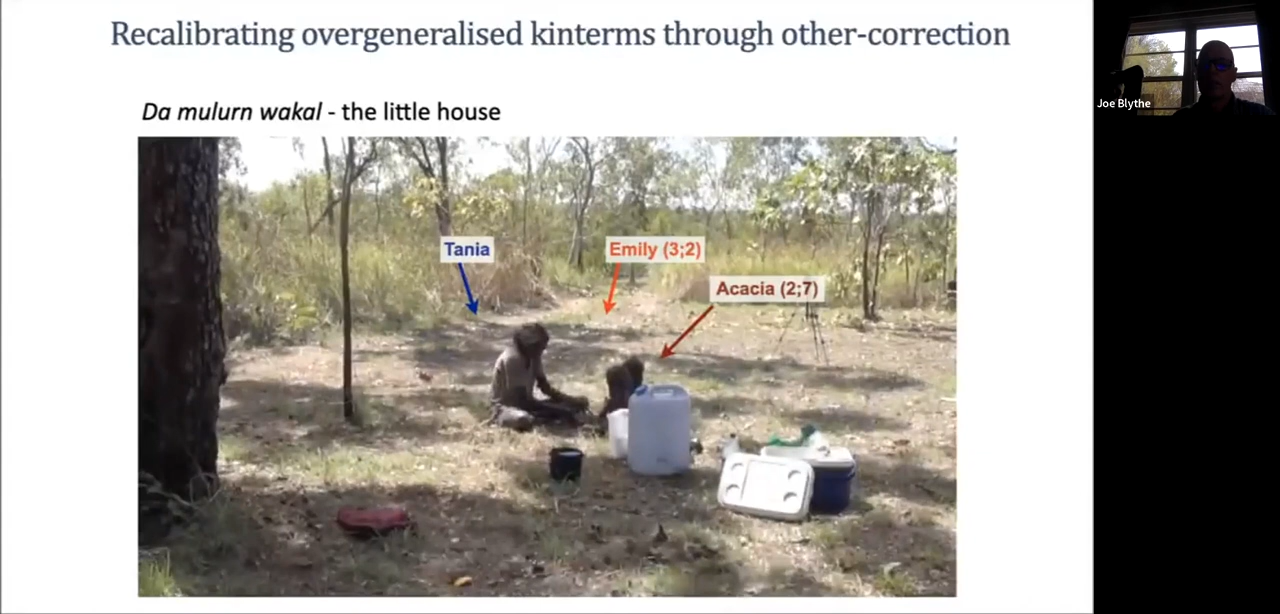 Recalibrating overgeneralised kinterms through other-correction
Da mulurn wakal - the little house
Tania
Emily (3;2)
Acacia (2;7)
Joe Blythe